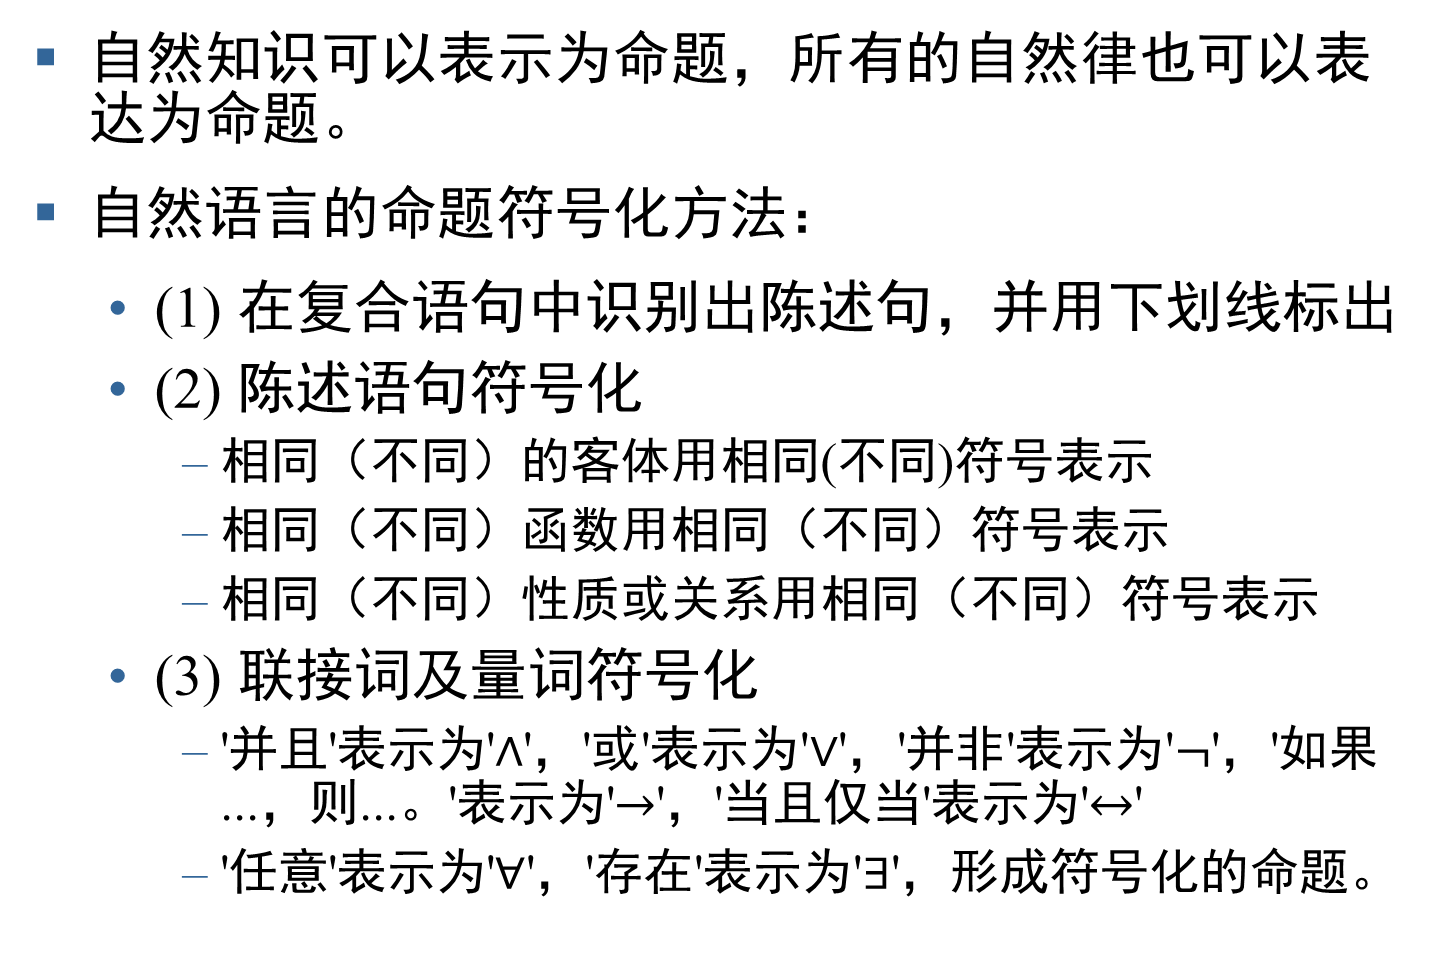 ▪ 自然知识可以表示为命题，所有的自然律也可以表
达为命题。
▪ 自然语言的命题符号化方法：
• (1) 在复合语句中识别出陈述句，并用下划线标出
• (2) 陈述语句符号化
– 相同（不同）的客体用相同(不同)符号表示
– 相同（不同）函数用相同（不同）符号表示
– 相同（不同）性质或关系用相同（不同）符号表示
• (3) 联接词及量词符号化
– '并且'表示为'∧'，'或'表示为'∨'，'并非'表示为'¬'，'如果
...，则...。'表示为'→'，'当且仅当'表示为'↔'
– '任意'表示为'∀'，'存在'表示为'∃'，形成符号化的命题。